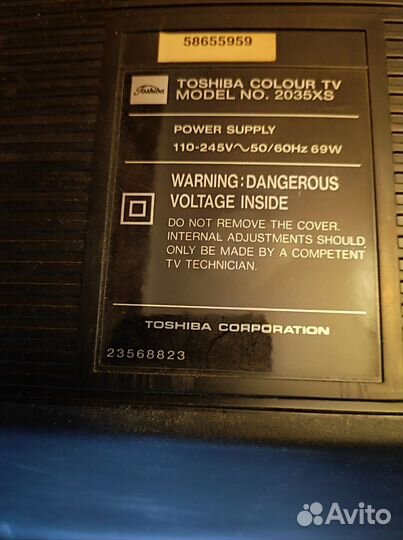 58655959
Toshiba
TOSHIBA COLOUR TV
MODEL NO. 2035XS
POWER SUPPLY
110-245V～50/60Hz 69W
WARNING:DANGEROUS
VOLTAGE INSIDE
DO NOT REMOVE THE COVER.
INTERNAL ADJUSTMENTS SHOULD
ONLY BE MADE BY A COMPETENT
TV TECHNICIAN.
TOSHIBA CORPORATION
23568823
Avito